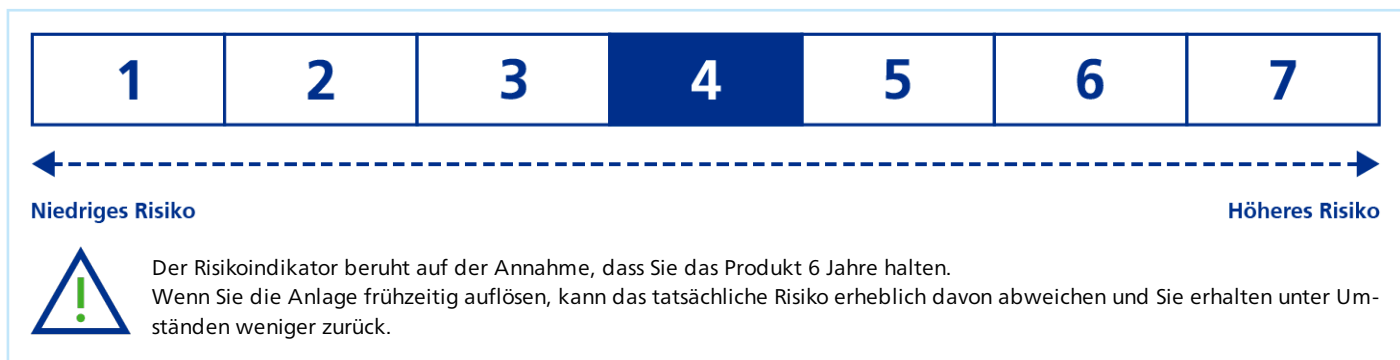 1 2 3 4 5 6 7
Niedriges Risiko Höheres Risiko
Der Risikoindikator beruht auf der Annahme, dass Sie das Produkt 6 Jahre halten.
Wenn Sie die Anlage frühzeitig auflösen, kann das tatsächliche Risiko erheblich davon abweichen und Sie erhalten unter Um-
ständen weniger zurück.